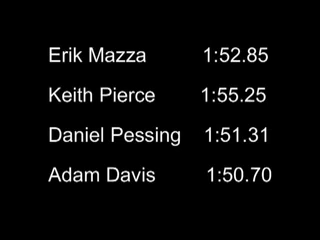 Erik Mazza 1:52.85
Keith Pierce 1:55.25
Daniel Pessing 1:51.31
Adam Davis 1:50.70